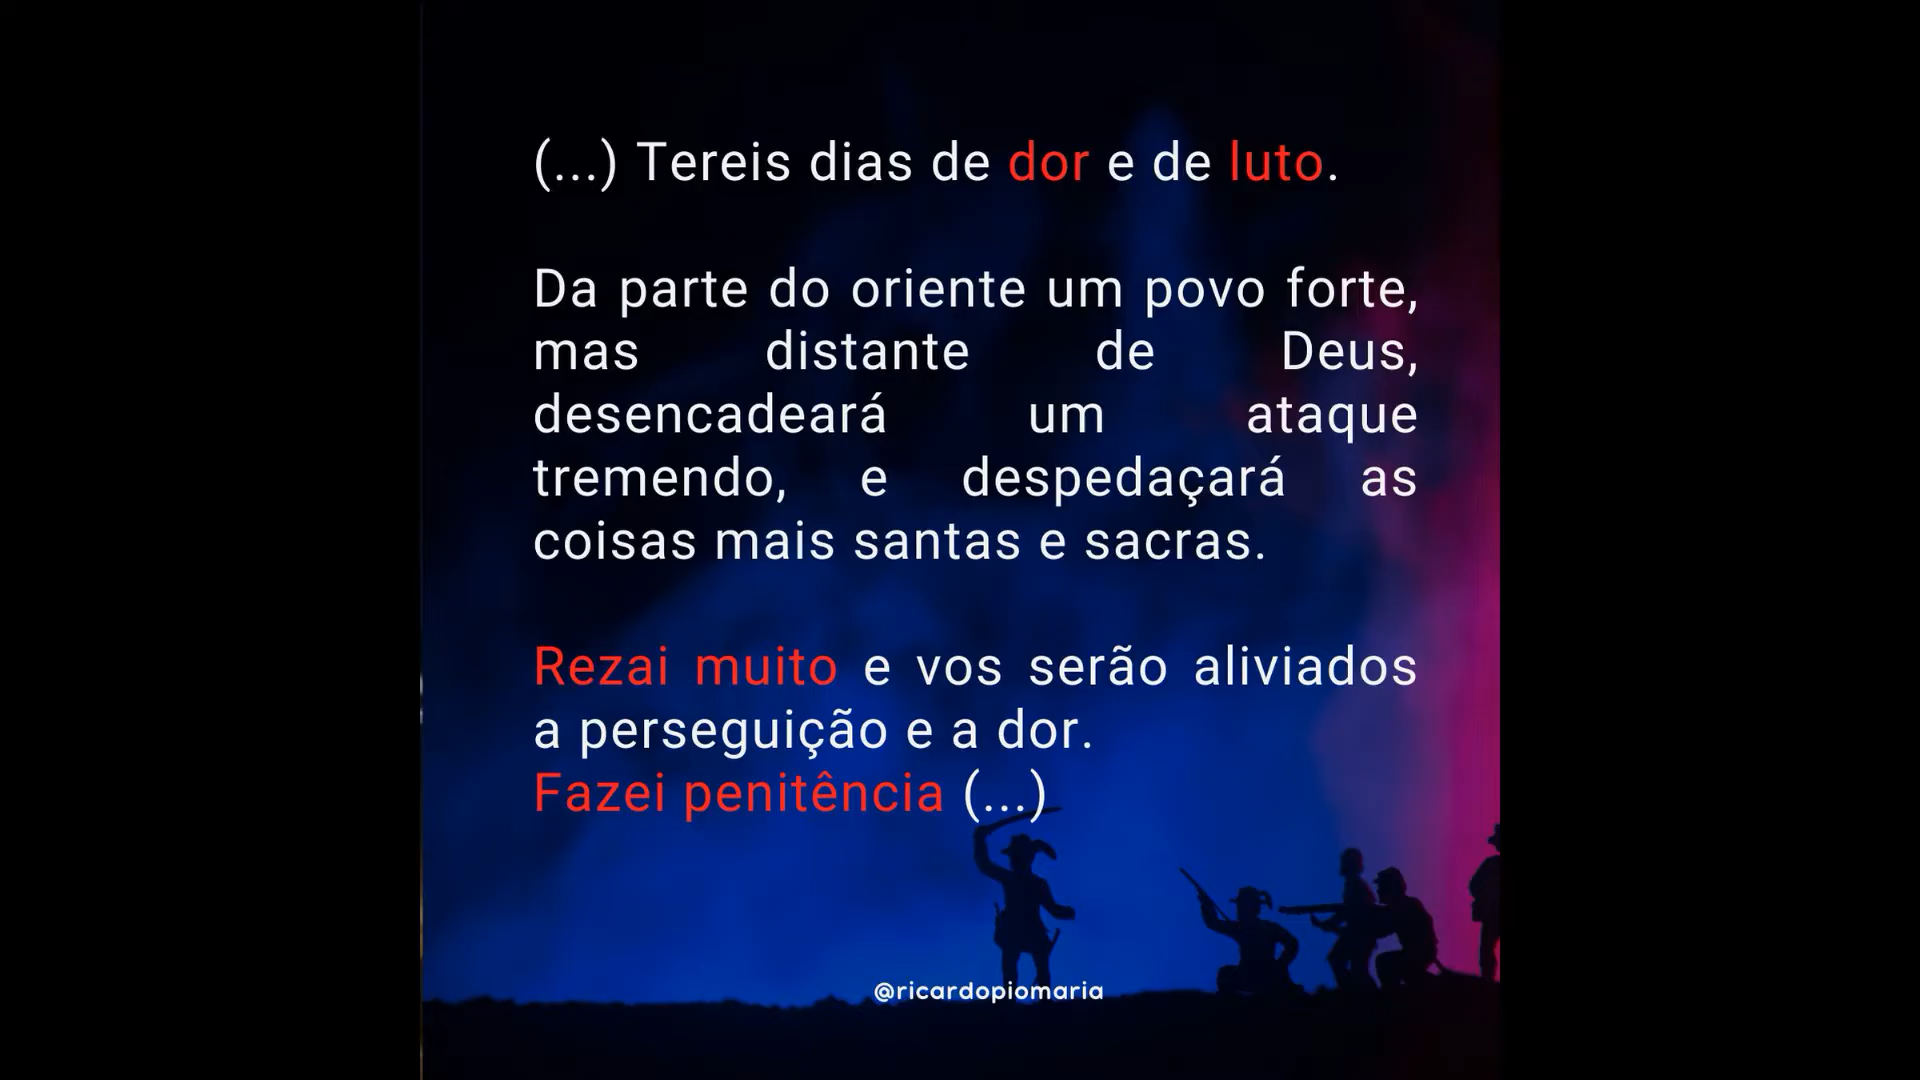 (...) Tereis dias de dor e de luto.
Da parte do oriente um povo forte,
mas distante de Deus,
desencadeará um ataque
tremendo, e despedaçará as
coisas mais santas e sacras.
Rezai muito e vos serão aliviados
a perseguição e a dor.
Fazei penitência (...)
@ricardopiomaria